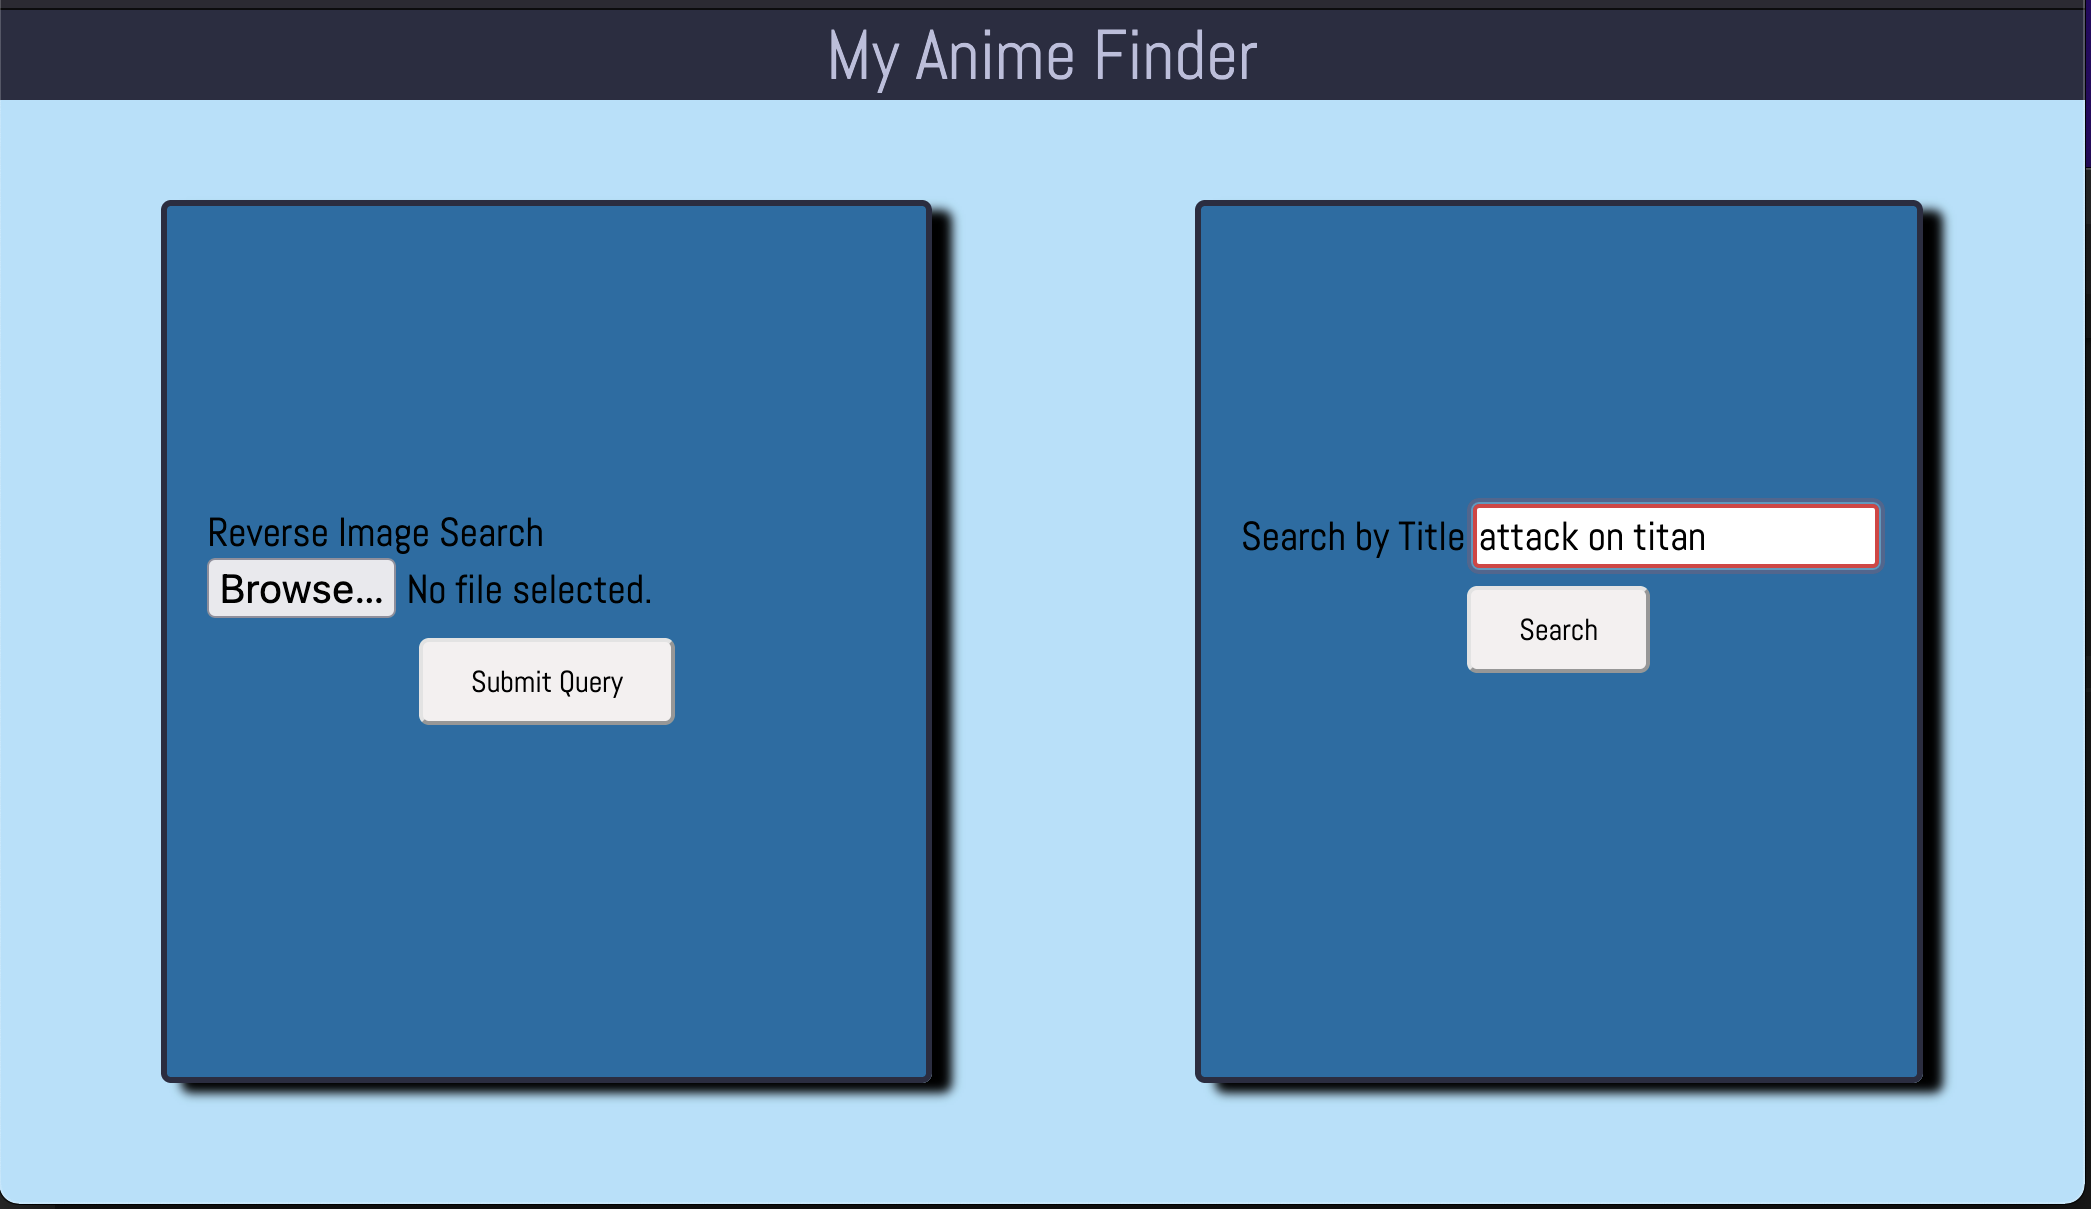 My Anime Finder
Reverse Image Search
Browse... No file selected.
Submit Query
Search by Title attack on titan
Search